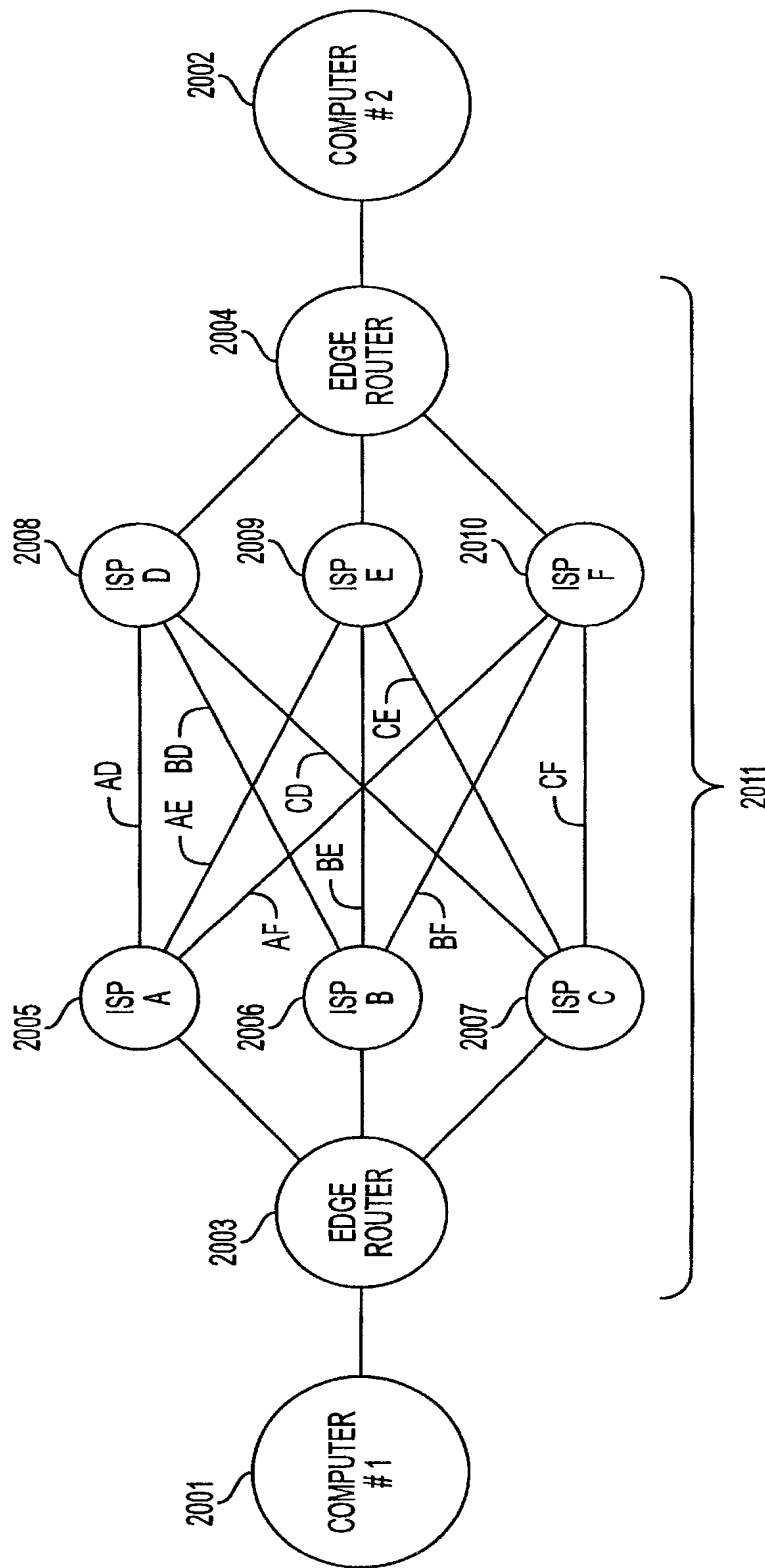 2001
COMPUTER
#1
2003
EDGE
ROUTER
2005
ISP
A
2006
ISP
B
2007
ISP
C
AD
AE
BD
AF
CD
BE
CE
BF
CF
2008
ISP
D
2009
ISP
E
2010
ISP
F
2004
EDGE
ROUTER
2002
COMPUTER
#2
2011